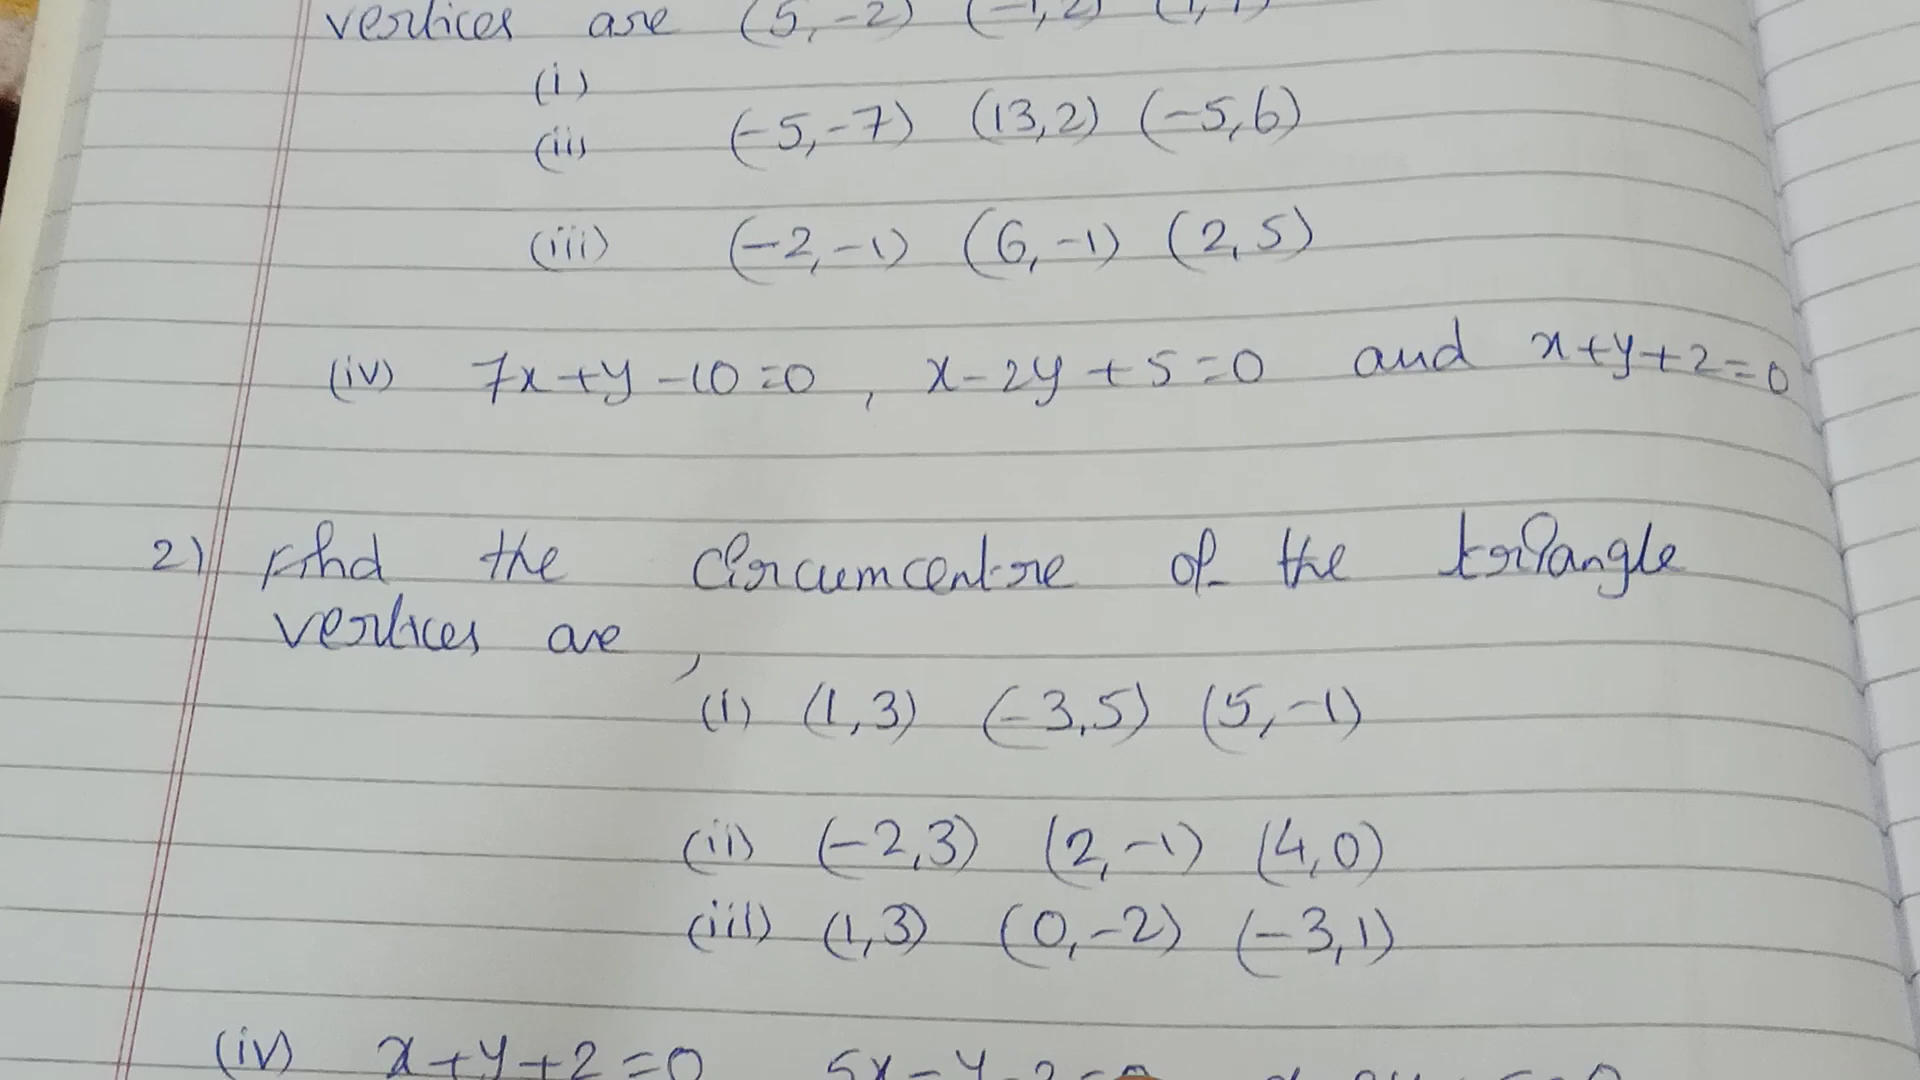 vertices are (5,-2) (-1,2)
(i)
(ii) (-5,-7) (13,2) (-5,6)
(iii) (-2,-1) (6,-1) (2,5)
(iv) 7x+y-10=0, x-2y+5=0 and x+y+2=0
2) Find the circumcentre of the triangle
vertices are,
(i) (1,3) (-3,5) (5,-1)
(ii) (-2,3) (2,-1) (4,0)
(iii) (1,3) (0,-2) (-3,1)
(iv) x+y+2=0